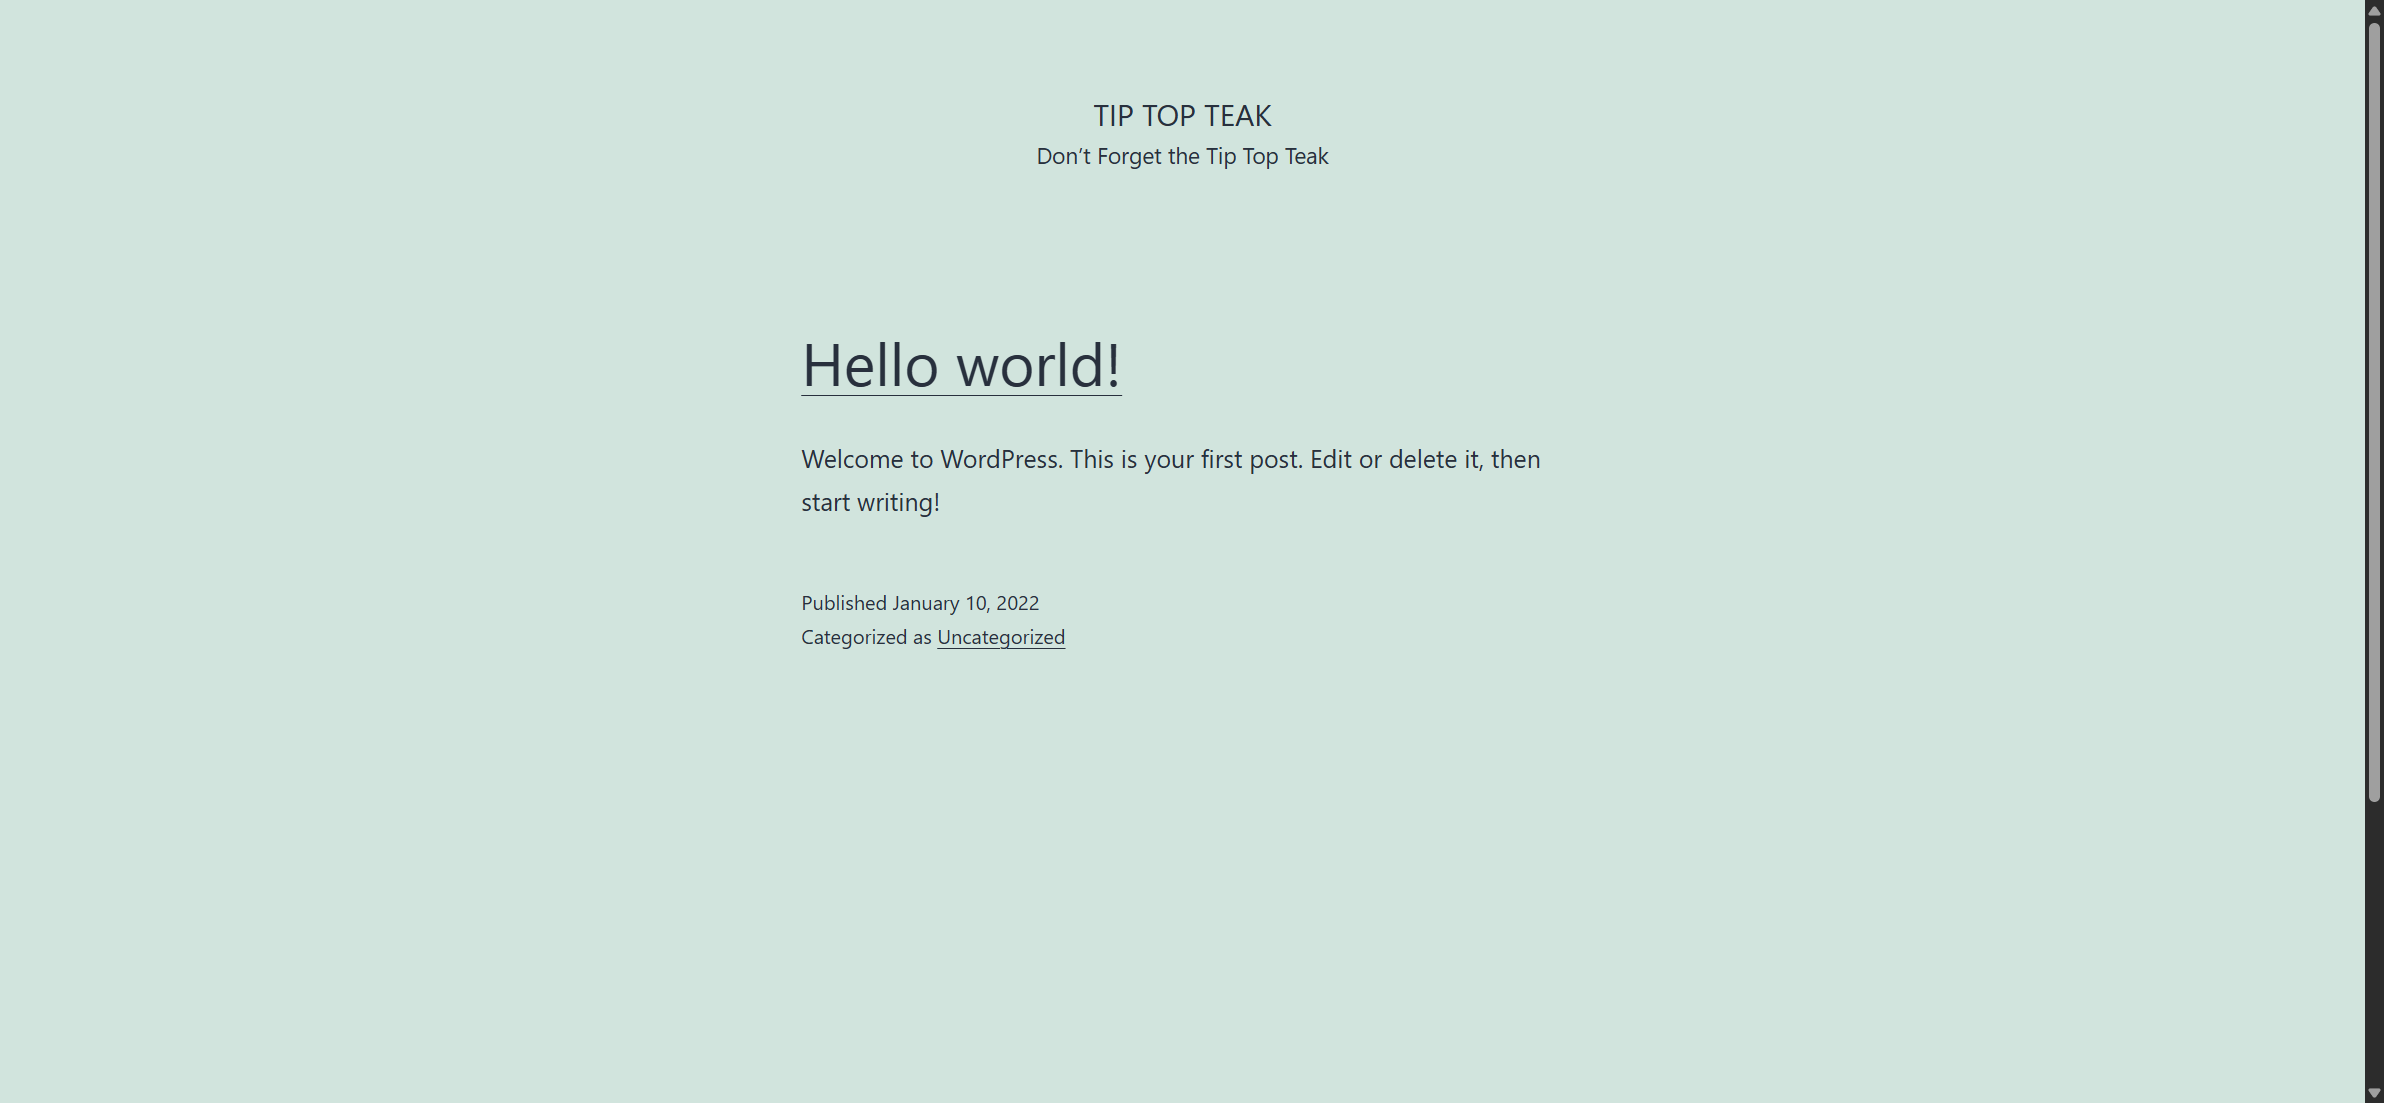 TIP TOP TEAK
Don’t Forget the Tip Top Teak
Hello world!
Welcome to WordPress. This is your first post. Edit or delete it, then
start writing!
Published January 10, 2022
Categorized as Uncategorized